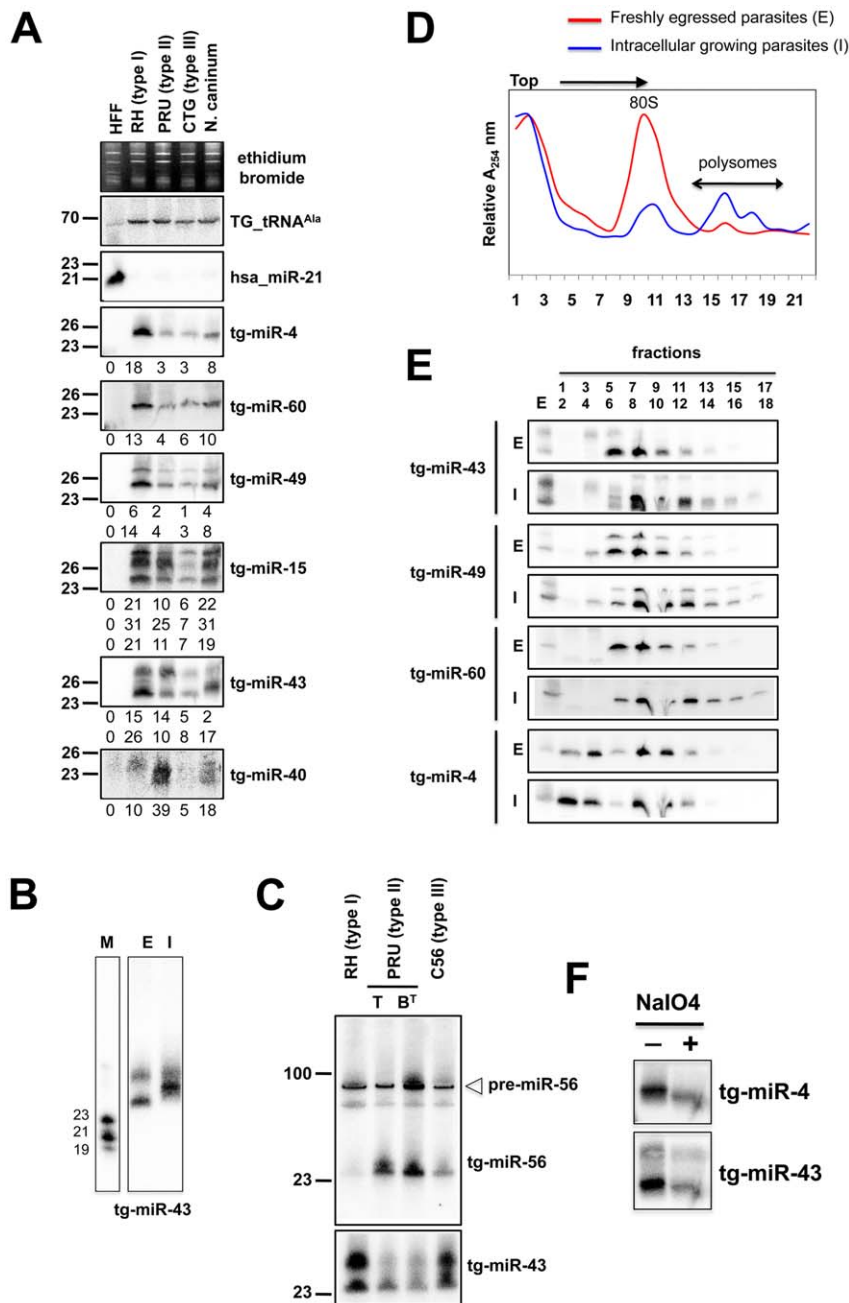 A
HFF
RH (type I)
PRU (type II)
CTG (type III)
N. caninum
ethidium
bromide
70
TG_tRNAAla
23
21
hsa_miR-21
26
23
tg-miR-4
0 18 3 3 8
26
23
tg-miR-60
0 13 4 6 10
26
23
tg-miR-49
0 6 2 1 4
0 14 4 3 8
26
23
tg-miR-15
0 21 10 6 22
0 31 25 7 31
0 21 11 7 19
26
23
tg-miR-43
0 15 14 5 2
0 26 10 8 17
26
23
tg-miR-40
0 10 39 5 18
B
M E I
23
21
19
tg-miR-43
C
RH (type I)
PRU (type II)
C56 (type III)
T BT
100
pre-miR-56
tg-miR-56
23
tg-miR-43
23
D
Freshly egressed parasites (E)
Intracellular growing parasites (I)
Top
80S
polysomes
Relative A254 nm
1 3 5 7 9 11 13 15 17 19 21
E
fractions
1 3 5 7 9 11 13 15 17
E 2 4 6 8 10 12 14 16 18
tg-miR-43
E
I
tg-miR-49
E
I
tg-miR-60
E
I
tg-miR-4
E
I
F
NaIO4
– +
tg-miR-4
tg-miR-43